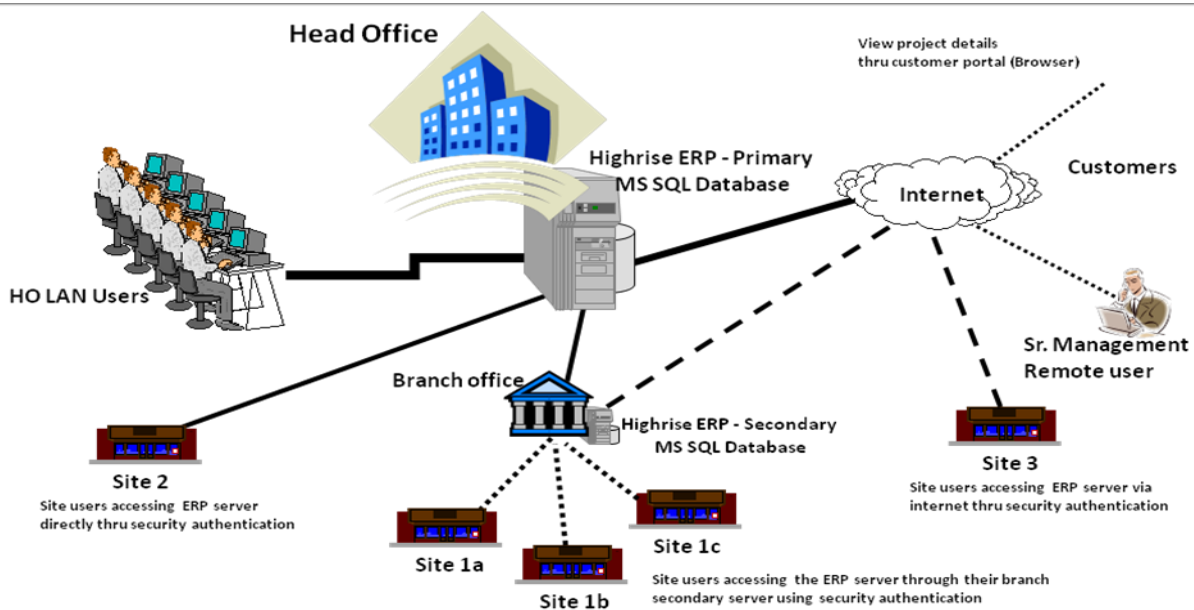 Head Office
View project details
thru customer portal (Browser)
Highrise ERP - Primary
MS SQL Database
Customers
Internet
HO LAN Users
Sr. Management
Remote user
Branch office
Highrise ERP - Secondary
MS SQL Database
Site 2
Site users accessing ERP server
directly thru security authentication
Site 3
Site users accessing ERP server via
internet thru security authentication
Site 1a
Site 1c
Site 1b
Site users accessing the ERP server through their branch
secondary server using security authentication